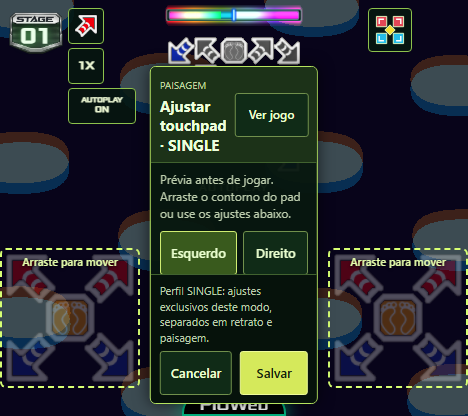 STAGE
01
1X
AUTOPLAY
ON
PAISAGEM
Ajustar
touchpad
· SINGLE
Ver jogo
Prévia antes de jogar.
Arraste o contorno do pad
ou use os ajustes abaixo.
Esquerdo
Direito
Arraste para mover
Arraste para mover
Perfil SINGLE: ajustes
exclusivos deste modo,
separados em retrato e
paisagem.
Cancelar
Salvar